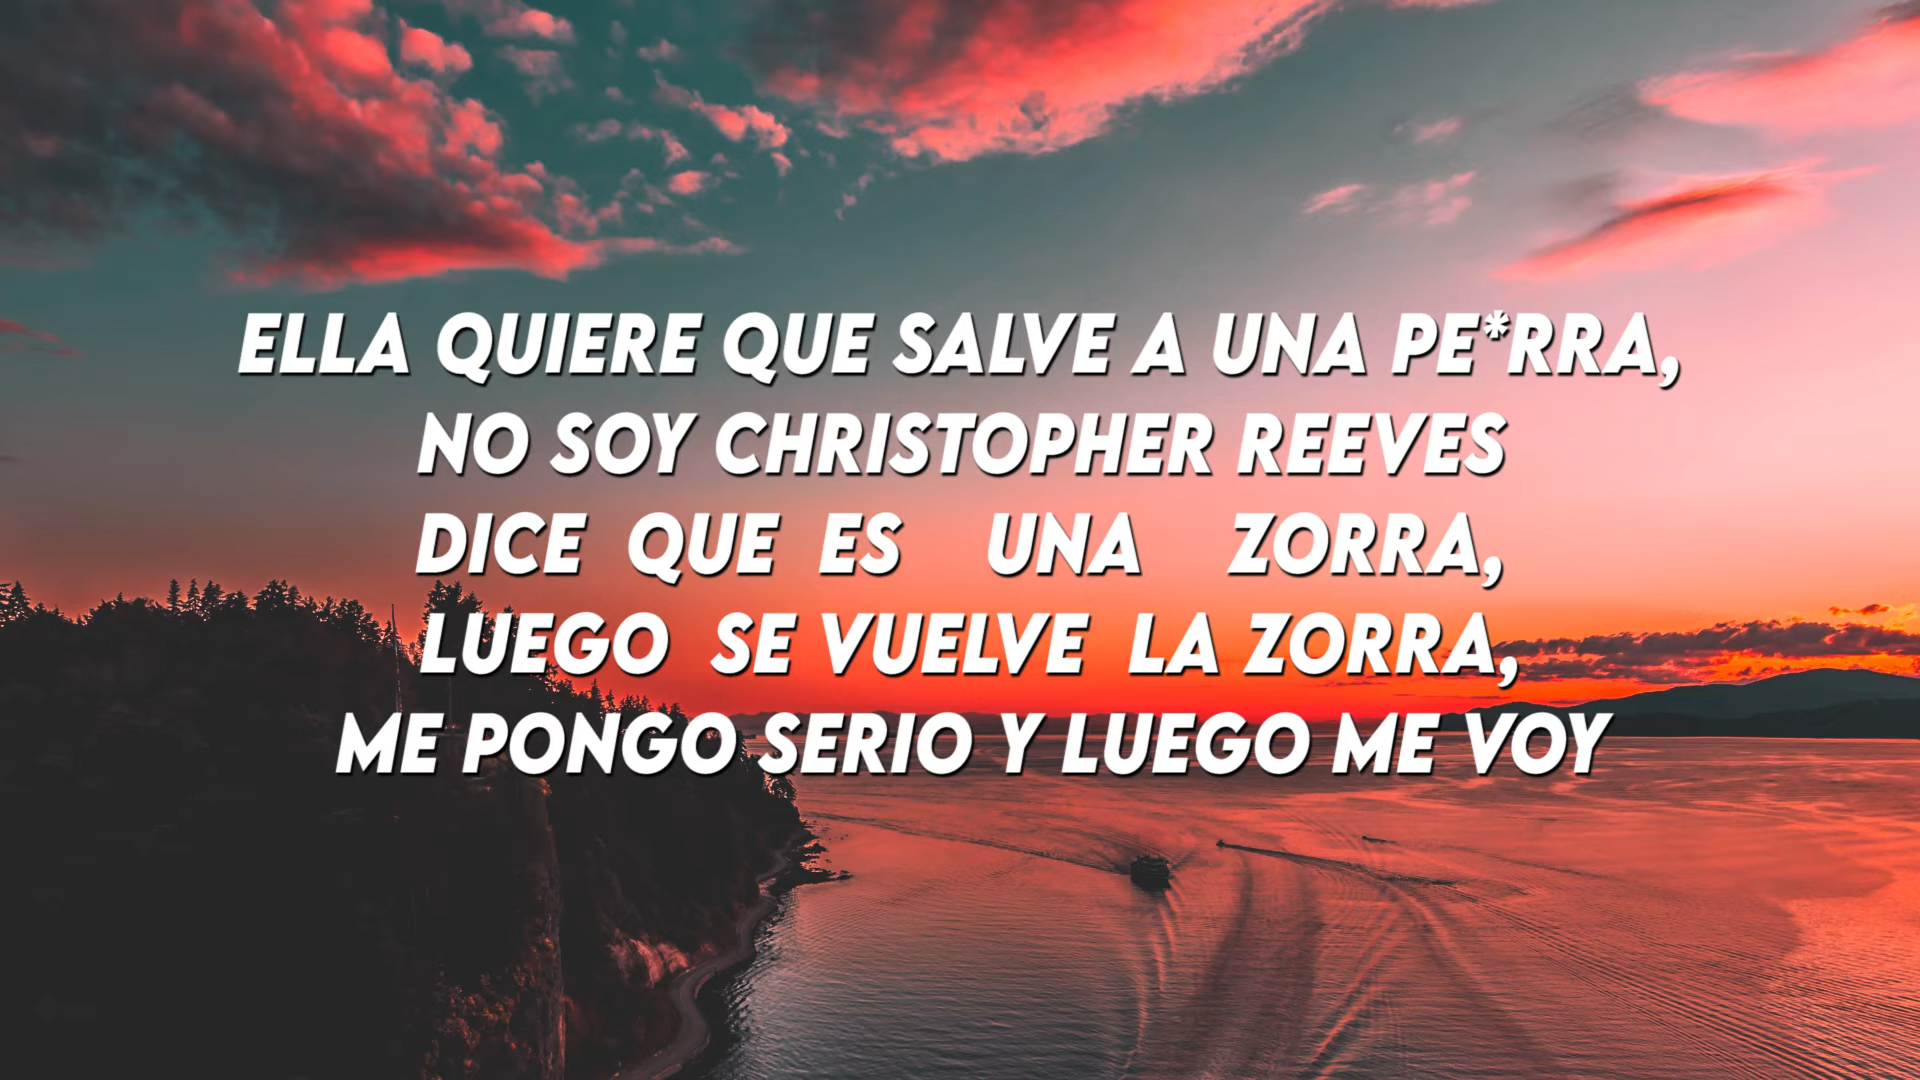 ELLA QUIERE QUE SALVE A UNA PE*RRA,
NO SOY CHRISTOPHER REEVES
DICE QUE ES UNA ZORRA,
LUEGO SE VUELVE LA ZORRA,
ME PONGO SERIO Y LUEGO ME VOY